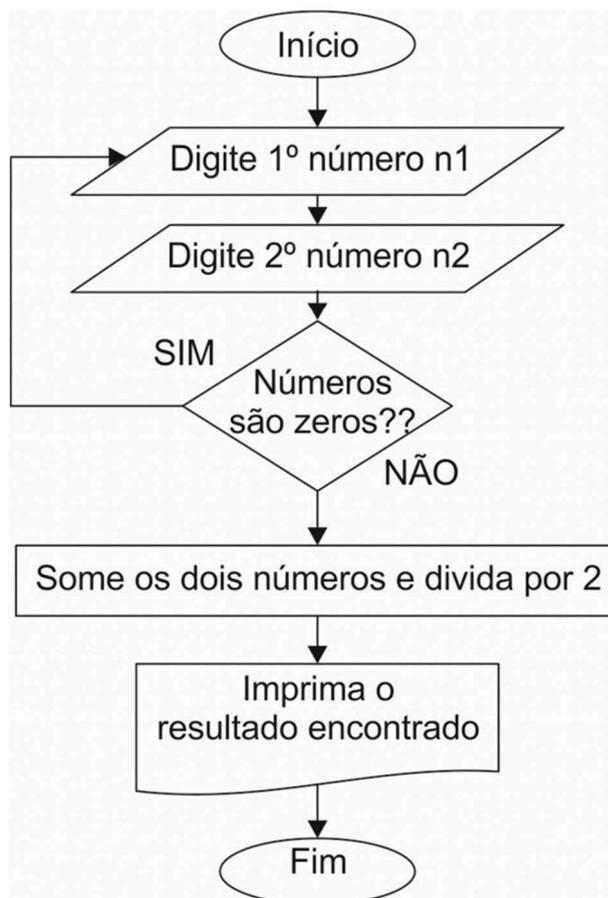 Início
Digite 1º número n1
Digite 2º número n2
SIM
Números
são zeros??
NÃO
Some os dois números e divida por 2
Imprima o
resultado encontrado
Fim